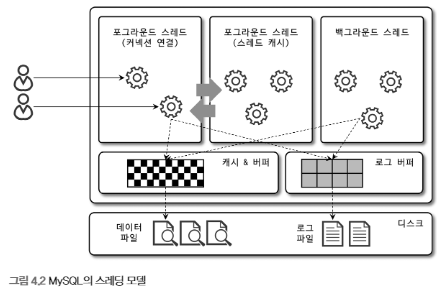 포그라운드 스레드
(커넥션 연결)
포그라운드 스레드
(스레드 캐시)
백그라운드 스레드
캐시 & 버퍼
로그 버퍼
데이터
파일
로그
파일
디스크
그림 4.2 MySQL의 스레딩 모델